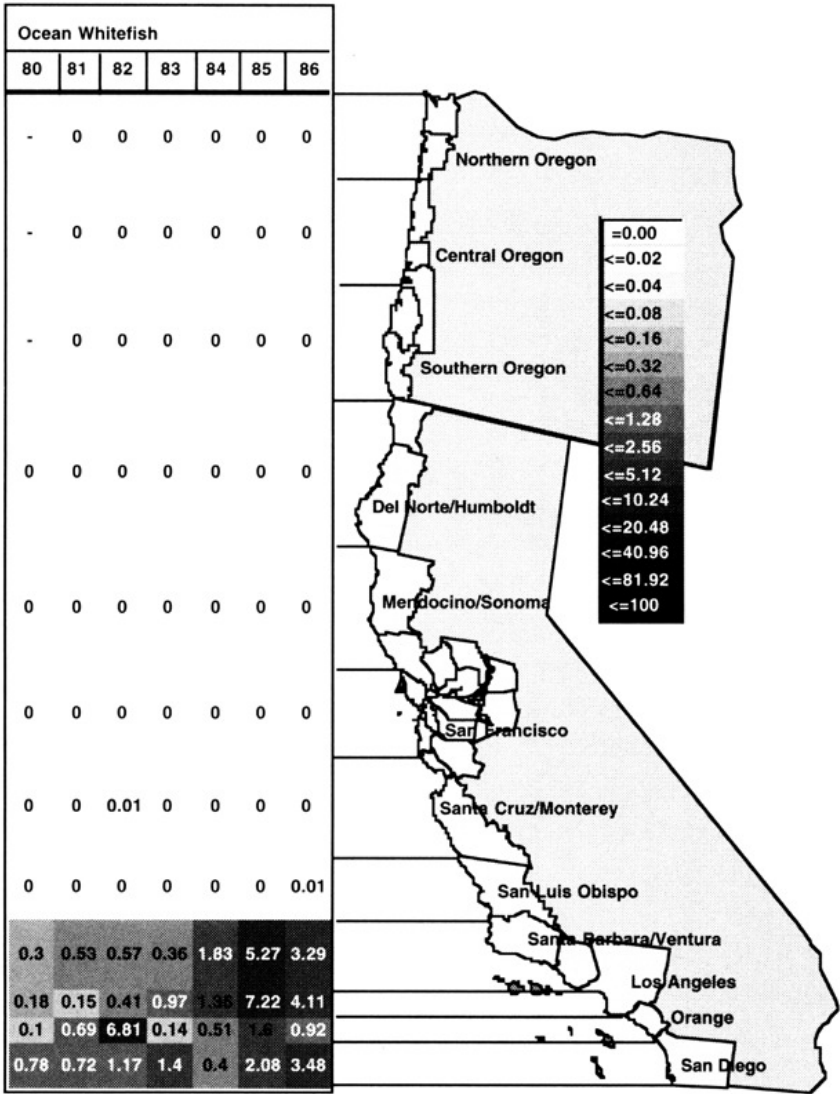 Ocean Whitefish
80 81 82 83 84 85 86
- 0 0 0 0 0 0
Northern Oregon
- 0 0 0 0 0 0
Central Oregon
- 0 0 0 0 0 0
Southern Oregon
0 0 0 0 0 0 0
Del Norte/Humboldt
0 0 0 0 0 0 0
Mendocino/Sonoma
0 0 0 0 0 0 0
San Francisco
0 0 0.01 0 0 0 0
Santa Cruz/Monterey
0 0 0 0 0 0 0.01
San Luis Obispo
0.3 0.53 0.57 0.36 1.83 5.27 3.29
Santa Barbara/Ventura
0.18 0.15 0.41 0.97 7.22 4.11
Los Angeles
0.1 0.69 6.81 0.14 0.51 1.6 0.92
Orange
0.78 0.72 1.17 1.4 0.4 2.08 3.48
San Diego
=0.00
<=0.02
<=0.04
<=0.08
<=0.16
<=0.32
<=0.64
<=1.28
<=2.56
<=5.12
<=10.24
<=20.48
<=40.96
<=81.92
<=100